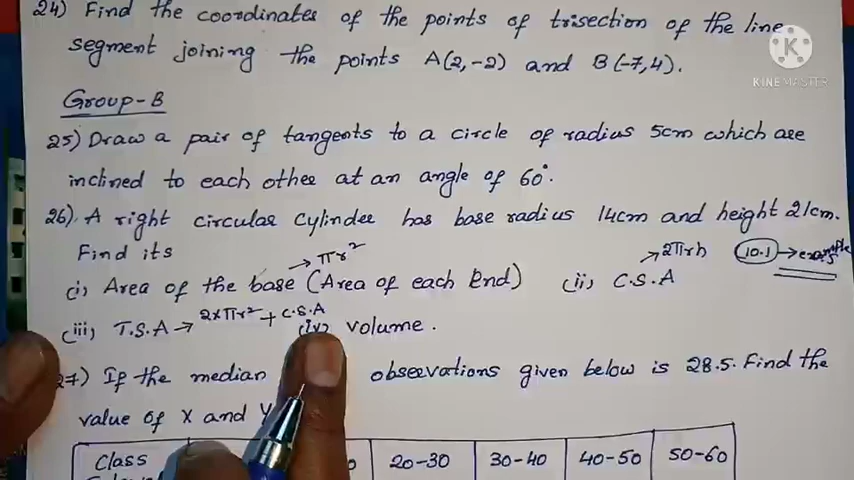 24) Find the coordinates of the points of trisection of the line
segment joining the points A(2,-2) and B(-7,4).
KINEMASTER
Group-B
25) Draw a pair of tangents to a circle of radius 5cm which are
inclined to each other at an angle of 60°.
26). A right circular cylinder has base radius 14cm and height 21cm.
Find its
→ πr²
→ 2πrh
10.1 → example
(i) Area of the base (Area of each End) (ii) C.S.A
(iii) T.S.A → 2×πr² + C.S.A (iv) volume.
27) If the median observations given below is 28.5. Find the
value of X and Y
Class 20-30 30-40 40-50 50-60